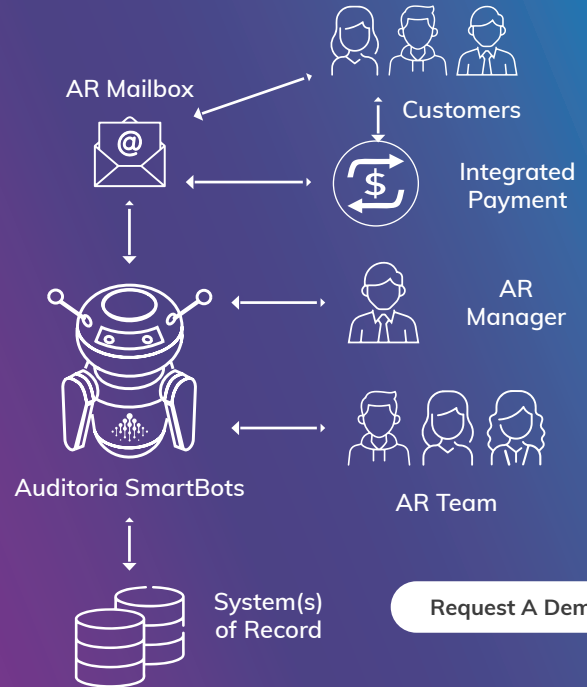 AR Mailbox
@
Customers
$
Integrated
Payment
AR
Manager
Auditoria SmartBots
AR Team
System(s)
of Record
Request A Dem